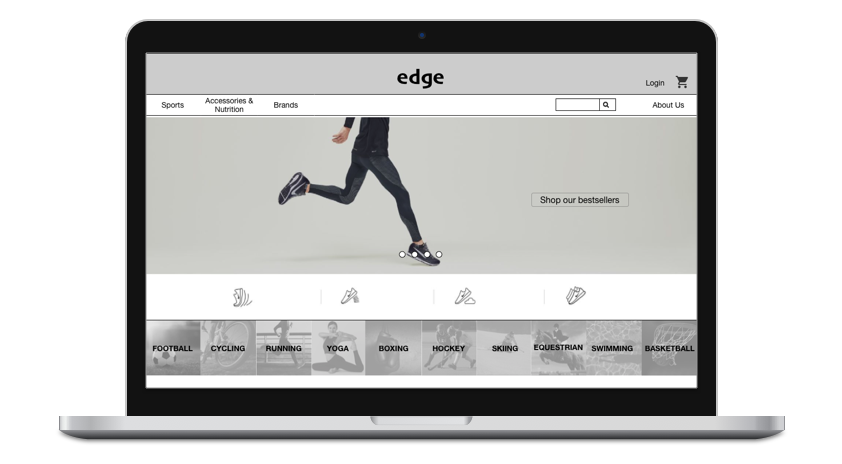 edge
Login
Sports
Accessories &
Nutrition
Brands
About Us
Shop our bestsellers
FOOTBALL
CYCLING
RUNNING
YOGA
BOXING
HOCKEY
SKIING
EQUESTRIAN
SWIMMING
BASKETBALL